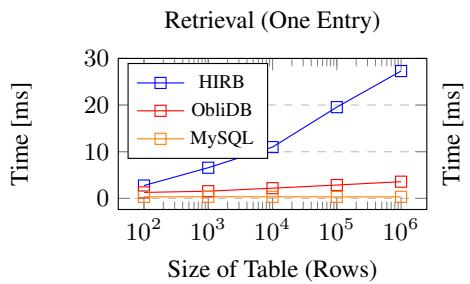 Retrieval (One Entry)
Time [ms]
30
20
10
0
HIRB
ObliDB
MySQL
10^2 10^3 10^4 10^5 10^6
Size of Table (Rows)
Time [ms]